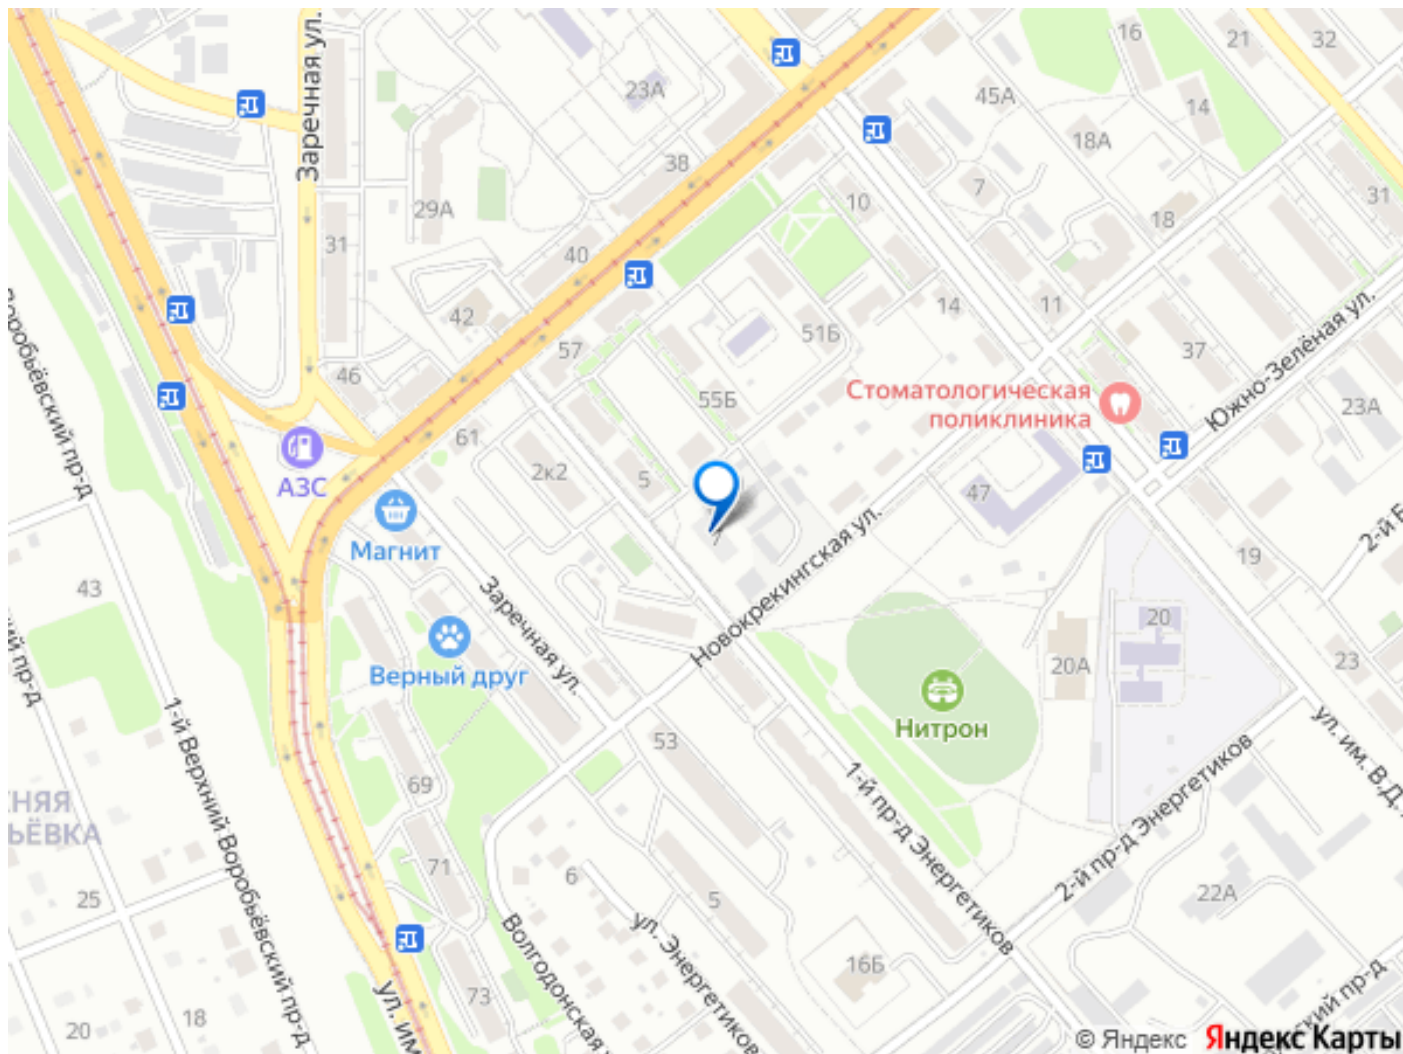 Заречная ул.
16
21
32
23А
45А
14
18А
38
7
31
10
29А
18
31
40
11
14
42
51Б
57
37
Южно-Зелёная ул.
46
55Б
Стоматологическая
поликлиника
23А
61
2к2
5
АЗС
47
Магнит
Новокрекингская ул.
19
43
Заречная ул.
20
Верный друг
20А
23
Нитрон
53
1-й Верхний Воробьёвский пр-д
69
1-й пр-д Энергетиков
2-й пр-д Энергетиков
ул. им. В.Д.
71
6
5
22А
25
Волгодонская
ул. Энергетиков
16Б
73
18
20
ул. им
© Яндекс Яндекс Карты